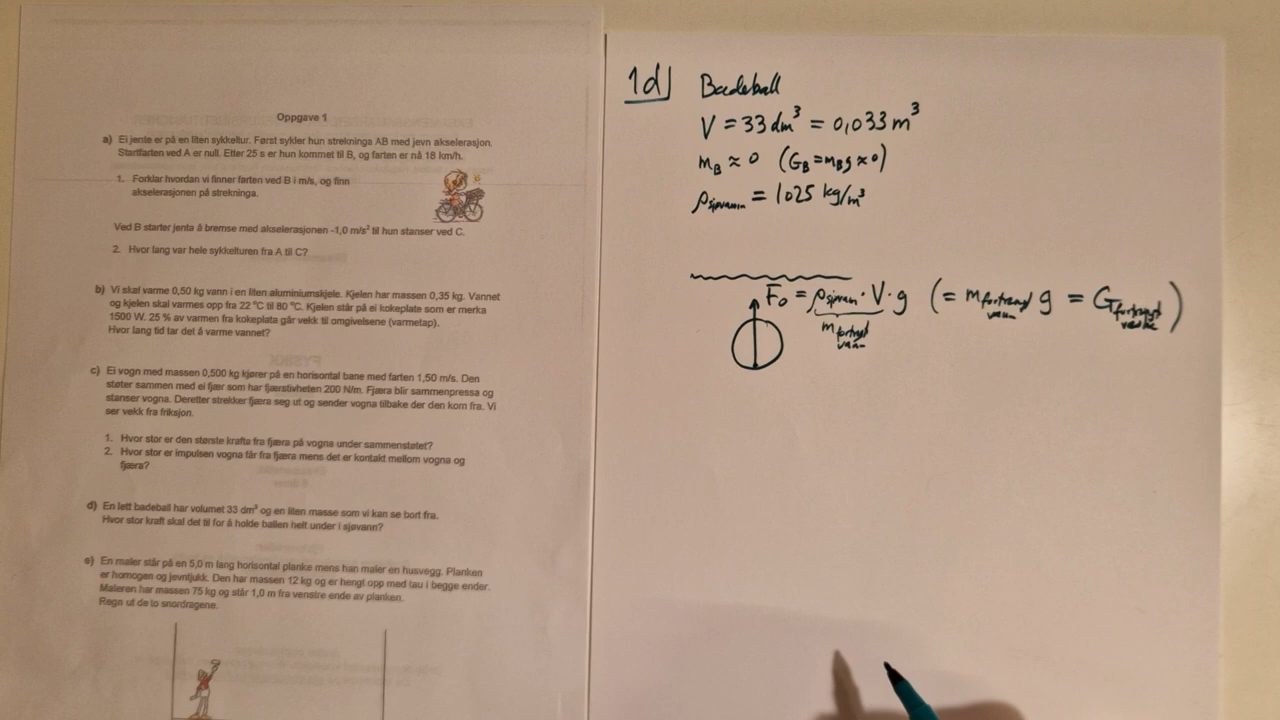 Oppgave 1
a) Ei jente er på en liten sykkeltur. Først sykler hun strekninga AB med jevn akselerasjon.
Startfarten ved A er null. Etter 25 s er hun kommet til B, og farten er nå 18 km/h.
1. Forklar hvordan vi finner farten ved B i m/s, og finn
akselerasjonen på strekninga.
Ved B starter jenta å bremse med akselerasjonen -1,0 m/s² til hun stanser ved C.
2. Hvor lang var hele sykkelturen fra A til C?
b) Vi skal varme 0,50 kg vann i en liten aluminiumskjele. Kjelen har massen 0,35 kg. Vannet
og kjelen skal varmes opp fra 22 °C til 80 °C. Kjelen står på ei kokeplate som er merka
1500 W. 25 % av varmen fra kokeplata går vekk til omgivelsene (varmetap).
Hvor lang tid tar det å varme vannet?
c) Ei vogn med massen 0,500 kg kjører på en horisontal bane med farten 1,50 m/s. Den
støter sammen med ei fjær som har fjærstivheten 200 N/m. Fjæra blir sammenpressa og
stanser vogna. Deretter strekker fjæra seg ut og sender vogna tilbake der den kom fra. Vi
ser vekk fra friksjon.
1. Hvor stor er den største krafta fra fjæra på vogna under sammenstøtet?
2. Hvor stor er impulsen vogna får fra fjæra mens det er kontakt mellom vogna og
fjæra?
d) En lett badeball har volumet 33 dm³ og en liten masse som vi kan se bort fra.
Hvor stor kraft skal det til for å holde ballen helt under i sjøvann?
e) En maler står på en 5,0 m lang horisontal planke mens han maler en husvegg. Planken
er homogen og jevntjukk. Den har massen 12 kg og er hengt opp med tau i begge ender.
Maleren har massen 75 kg og står 1,0 m fra venstre ende av planken.
Regn ut de to snordragene.
1d) Badeball
V = 33 dm³ = 0,033 m³
m_B ≈ 0 (G_B = m_B g ≈ 0)
ρ_sjøvann = 1025 kg/m³
F_O = ρ_sjøvan · V · g (= m_fortrengt vann g = G_fortrengt væske)
m_fortrengt vann